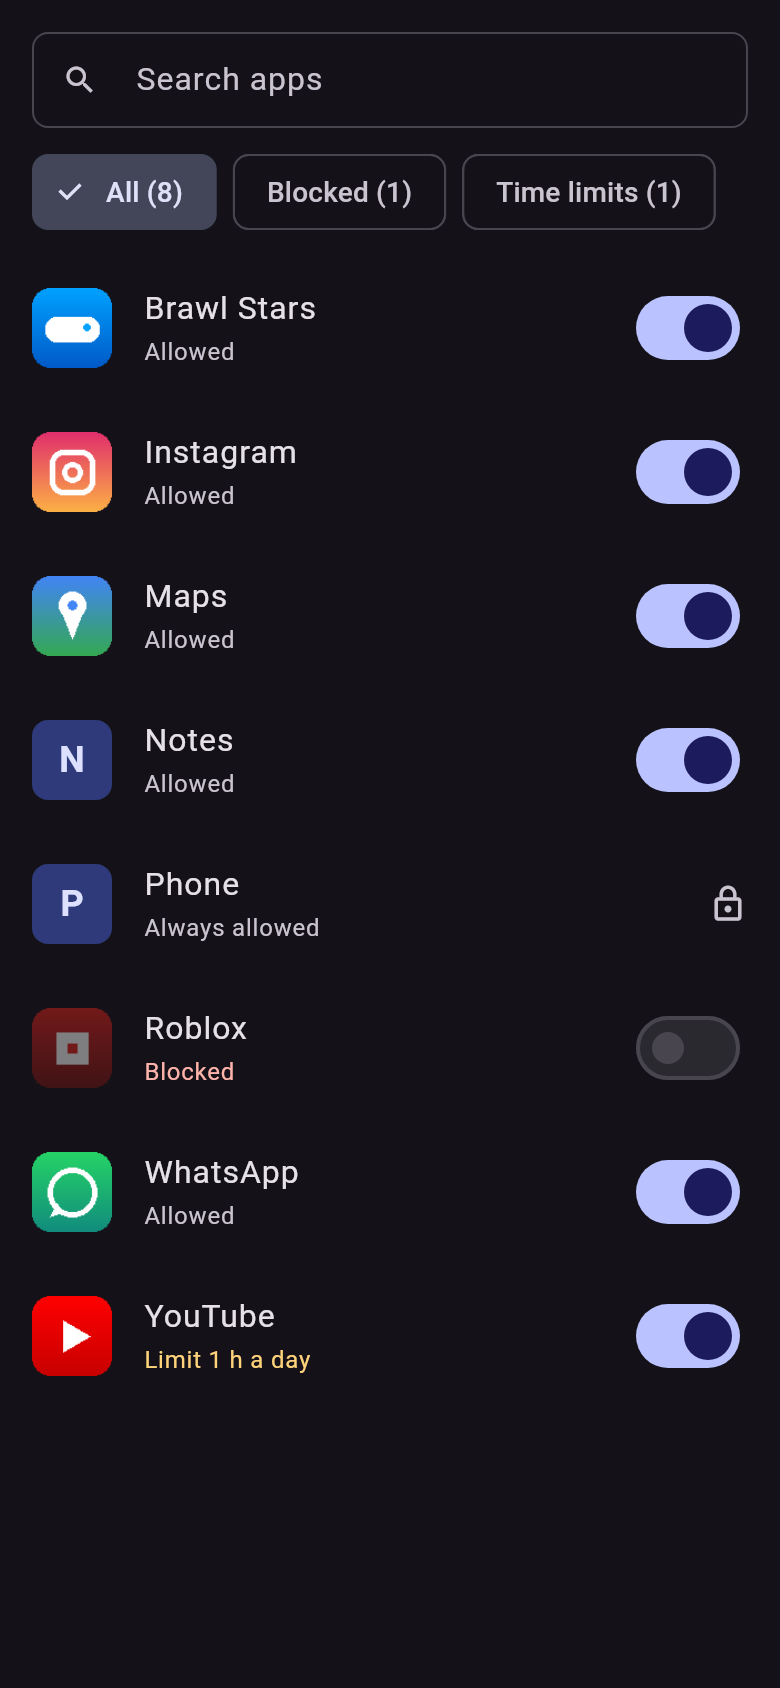 Search apps
All (8)
Blocked (1)
Time limits (1)
Brawl Stars
Allowed
Instagram
Allowed
Maps
Allowed
N
Notes
Allowed
P
Phone
Always allowed
Roblox
Blocked
WhatsApp
Allowed
YouTube
Limit 1 h a day